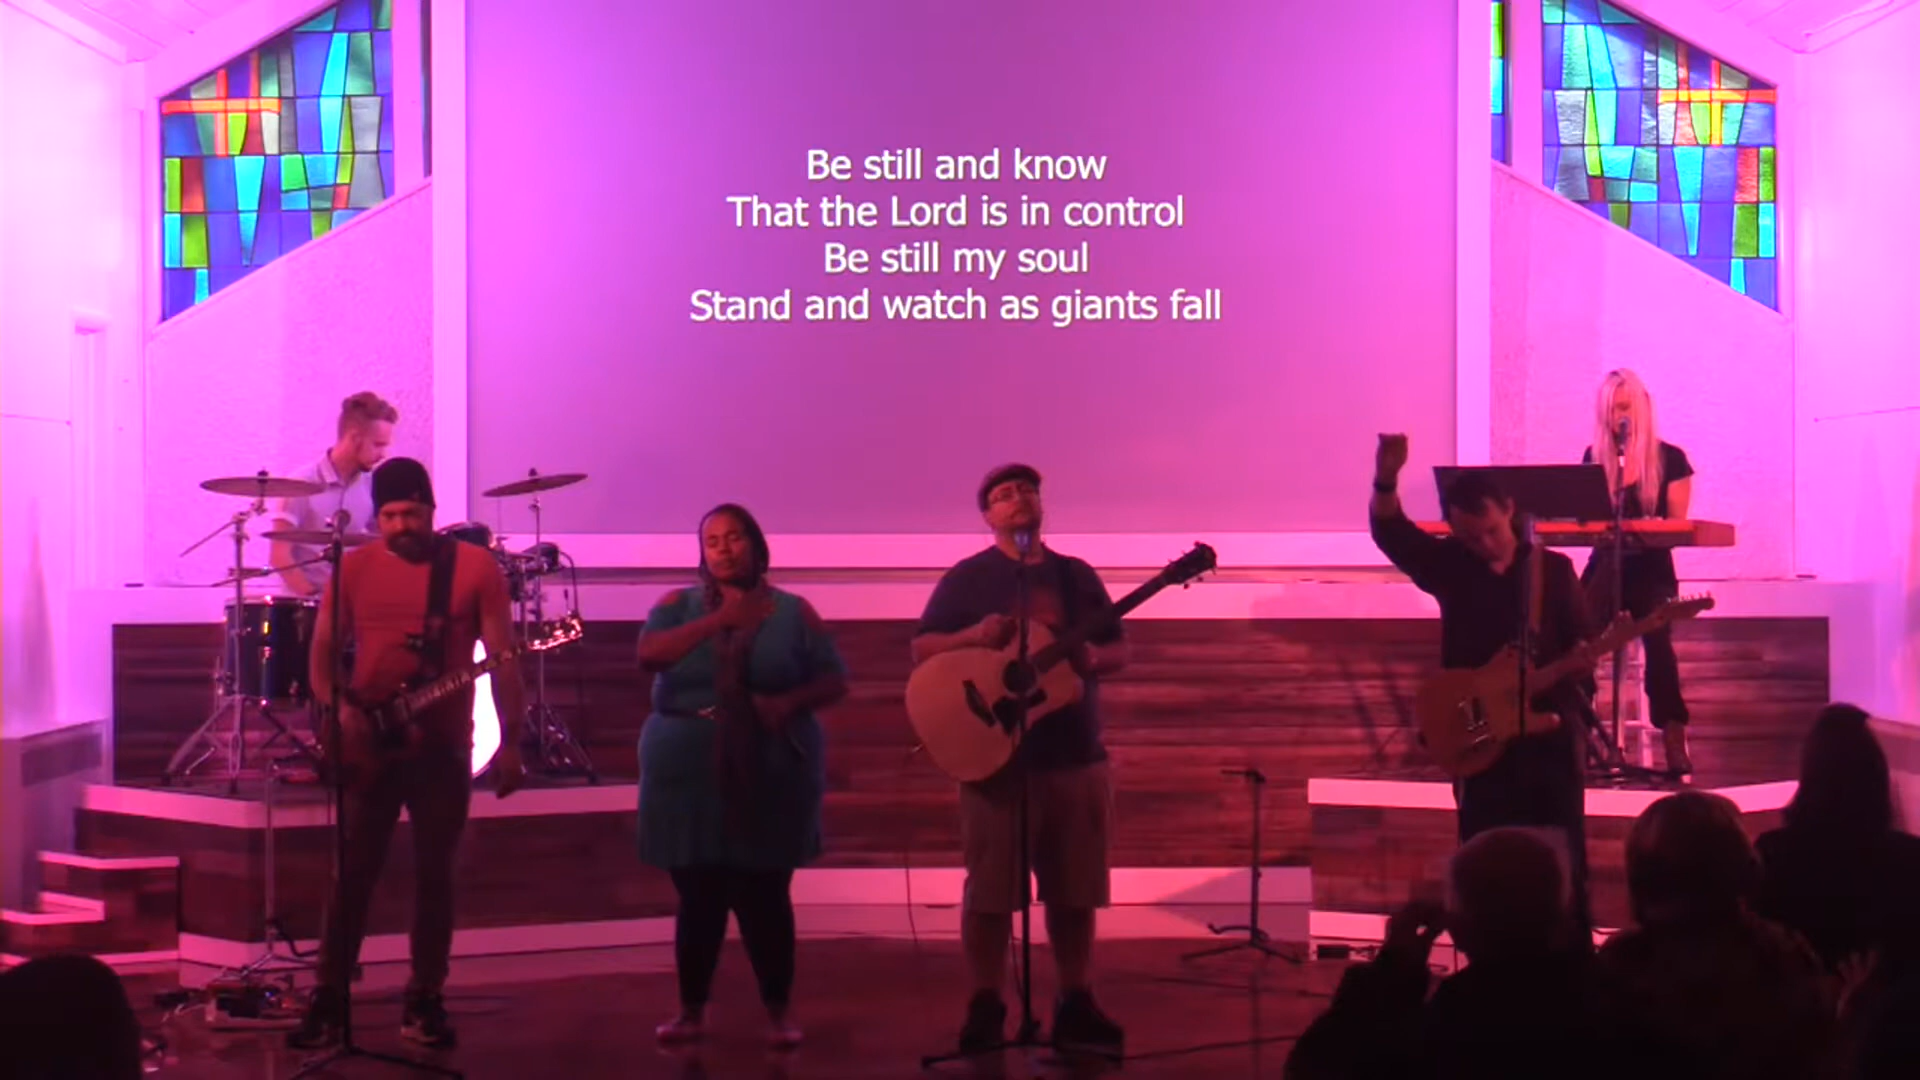 Be still and know
That the Lord is in control
Be still my soul
Stand and watch as giants fall